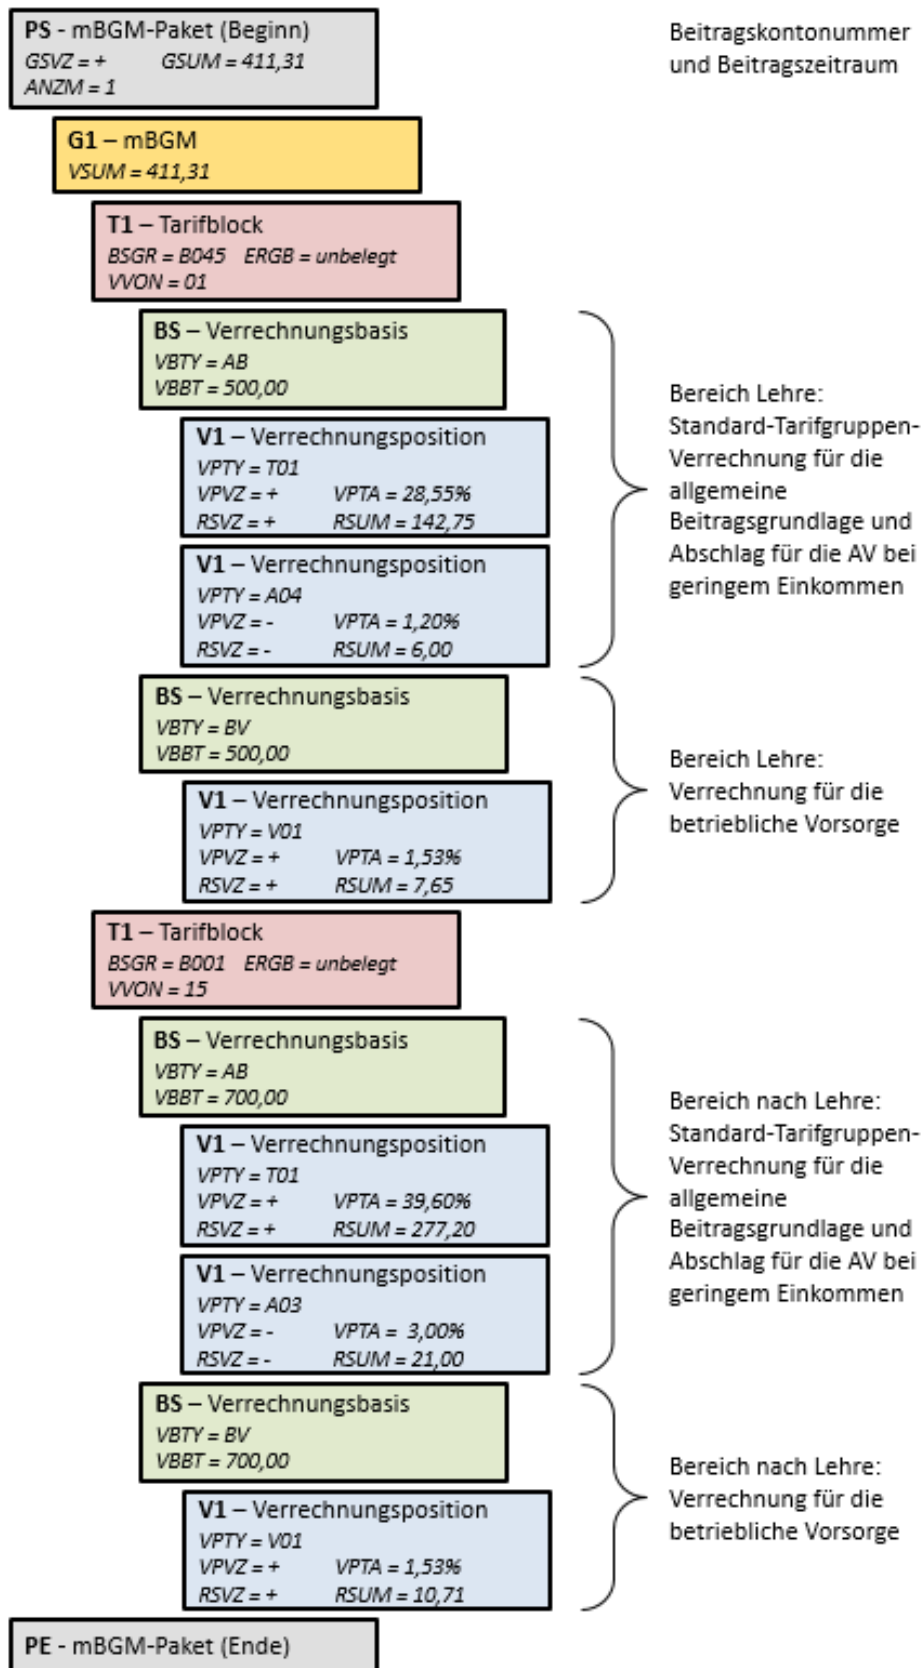 PS - mBGM-Paket (Beginn)
GSVZ = + GSUM = 411,31
ANZM = 1
Beitragskontonummer
und Beitragszeitraum
G1 – mBGM
VSUM = 411,31
T1 – Tarifblock
BSGR = B045 ERGB = unbelegt
VVON = 01
BS – Verrechnungsbasis
VBTY = AB
VBBT = 500,00
V1 – Verrechnungsposition
VPTY = T01
VPVZ = + VPTA = 28,55%
RSVZ = + RSUM = 142,75
V1 – Verrechnungsposition
VPTY = A04
VPVZ = - VPTA = 1,20%
RSVZ = - RSUM = 6,00
Bereich Lehre:
Standard-Tarifgruppen-
Verrechnung für die
allgemeine
Beitragsgrundlage und
Abschlag für die AV bei
geringem Einkommen
BS – Verrechnungsbasis
VBTY = BV
VBBT = 500,00
V1 – Verrechnungsposition
VPTY = V01
VPVZ = + VPTA = 1,53%
RSVZ = + RSUM = 7,65
Bereich Lehre:
Verrechnung für die
betriebliche Vorsorge
T1 – Tarifblock
BSGR = B001 ERGB = unbelegt
VVON = 15
BS – Verrechnungsbasis
VBTY = AB
VBBT = 700,00
V1 – Verrechnungsposition
VPTY = T01
VPVZ = + VPTA = 39,60%
RSVZ = + RSUM = 277,20
V1 – Verrechnungsposition
VPTY = A03
VPVZ = - VPTA = 3,00%
RSVZ = - RSUM = 21,00
Bereich nach Lehre:
Standard-Tarifgruppen-
Verrechnung für die
allgemeine
Beitragsgrundlage und
Abschlag für die AV bei
geringem Einkommen
BS – Verrechnungsbasis
VBTY = BV
VBBT = 700,00
V1 – Verrechnungsposition
VPTY = V01
VPVZ = + VPTA = 1,53%
RSVZ = + RSUM = 10,71
Bereich nach Lehre:
Verrechnung für die
betriebliche Vorsorge
PE - mBGM-Paket (Ende)